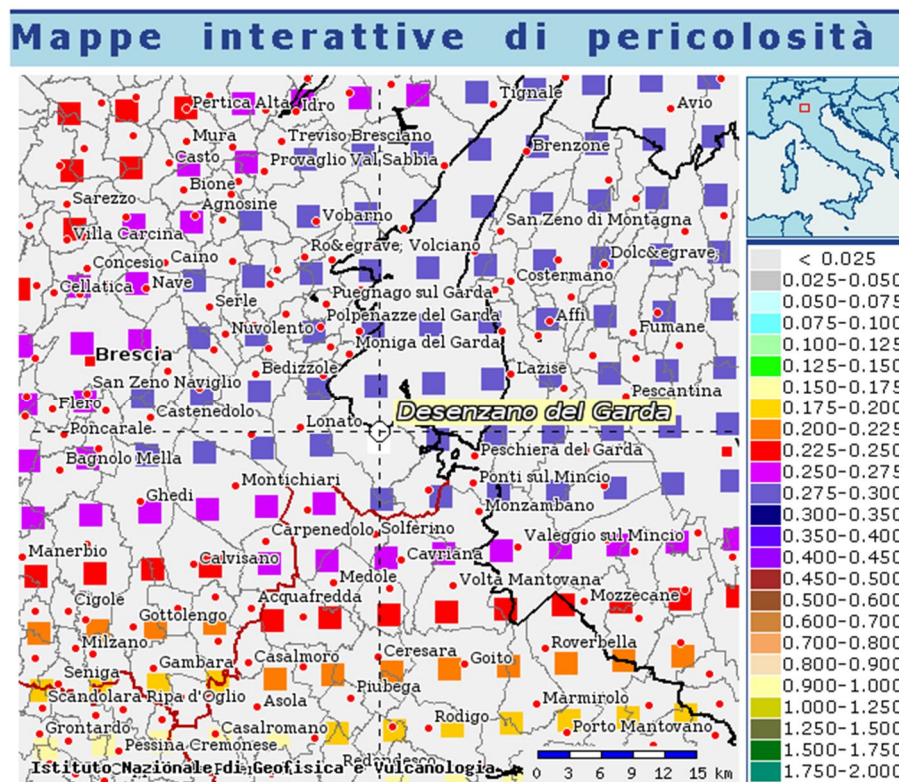 Mappe interattive di pericolosità
Tignale
Avio
Pertica Alta
Idro
Mura
Treviso Bresciano
Brenzone
Casto
Provaglio Val Sabbia
Bione
Sarezzo
Agnosine
Vobarno
San Zeno di Montagna
Villa Carcina
Ro&egrave; Volciano
Dolc&egrave;
Concesio
Caino
Costermano
Cellatica
Nave
Puegnago sul Garda
Serle
Polpenazze del Garda
Affi
Nuvolento
Fumane
Moniga del Garda
Brescia
Bedizzole
Lazise
San Zeno Naviglio
Pescantina
Flero
Castenedolo
Desenzano del Garda
Poncarale
Lonato
Bagnolo Mella
Peschiera del Garda
Montichiari
Ponti sul Mincio
Ghedi
Monzambano
Carpenedolo
Solferino
Valeggio sul Mincio
Manerbio
Calvisano
Cavriana
Medole
Volta Mantovana
Cigole
Acquafredda
Mozzecane
Gottolengo
Milzano
Roverbella
Ceresara
Casalmoro
Goito
Gambara
Seniga
Piubega
Scandolara Ripa d'Oglio
Asola
Marmirolo
Rodigo
Grontardo
Casalromano
Porto Mantovano
Pessina Cremonese
Istituto Nazionale di Geofisica e Vulcanologia
0 3 6 9 12 15 km
< 0.025
0.025-0.050
0.050-0.075
0.075-0.100
0.100-0.125
0.125-0.150
0.150-0.175
0.175-0.200
0.200-0.225
0.225-0.250
0.250-0.275
0.275-0.300
0.300-0.350
0.350-0.400
0.400-0.450
0.450-0.500
0.500-0.600
0.600-0.700
0.700-0.800
0.800-0.900
0.900-1.000
1.000-1.250
1.250-1.500
1.500-1.750
1.750-2.000